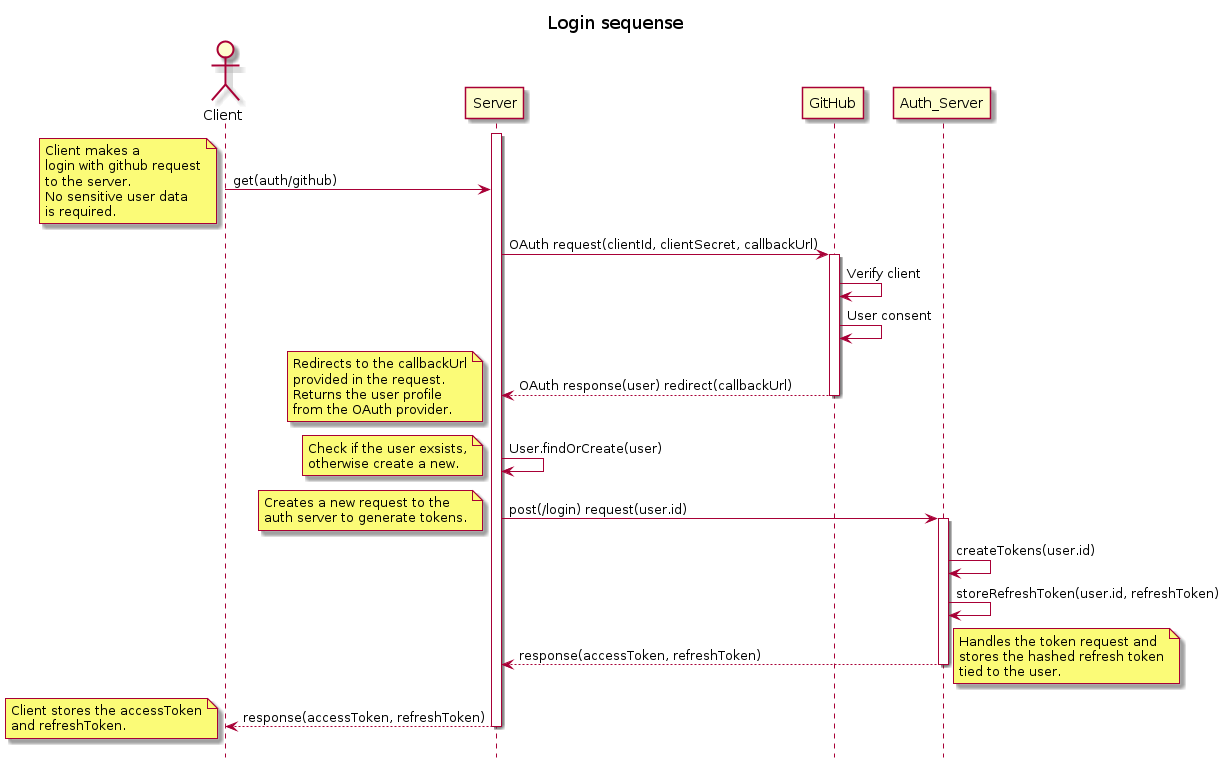 Login sequense
Client
Server
GitHub
Auth_Server
Client makes a
login with github request
to the server.
No sensitive user data
is required.
get(auth/github)
OAuth request(clientId, clientSecret, callbackUrl)
Verify client
User consent
Redirects to the callbackUrl
provided in the request.
Returns the user profile
from the OAuth provider.
OAuth response(user) redirect(callbackUrl)
Check if the user exsists,
otherwise create a new.
User.findOrCreate(user)
Creates a new request to the
auth server to generate tokens.
post(/login) request(user.id)
createTokens(user.id)
storeRefreshToken(user.id, refreshToken)
Handles the token request and
stores the hashed refresh token
tied to the user.
response(accessToken, refreshToken)
Client stores the accessToken
and refreshToken.
response(accessToken, refreshToken)